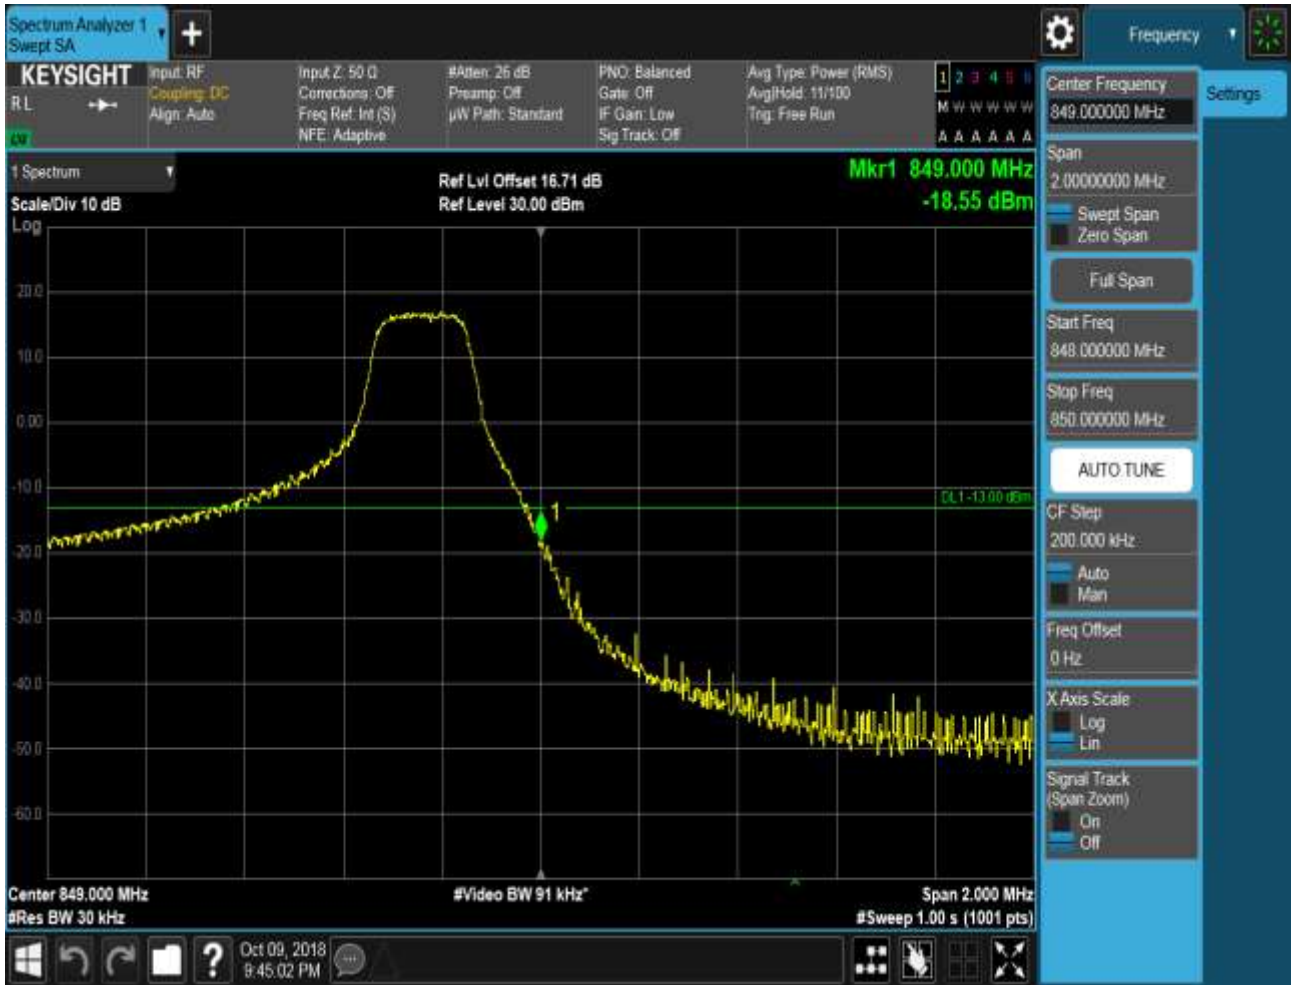 Spectrum Analyzer 1
Swept SA
+
Frequency
KEYSIGHT
RL
LW
Input: RF
Coupling: DC
Align: Auto
Input Z: 50 Ω
Corrections: Off
Freq Ref: Int (S)
NFE: Adaptive
#Atten: 26 dB
Preamp: Off
µW Path: Standard
PNO: Balanced
Gate: Off
IF Gain: Low
Sig Track: Off
Avg Type: Power (RMS)
Avg|Hold: 11/100
Trig: Free Run
1 2 3 4 5 6
M W W W W W
A A A A A A
1 Spectrum
Scale/Div 10 dB
Log
Ref Lvl Offset 16.71 dB
Ref Level 30.00 dBm
Mkr1 849.000 MHz
-18.55 dBm
20.0
10.0
0.00
-10.0
-20.0
-30.0
-40.0
-50.0
-60.0
DL1 -13.00 dBm
1
Center 849.000 MHz
#Res BW 30 kHz
#Video BW 91 kHz*
Span 2.000 MHz
#Sweep 1.00 s (1001 pts)
Center Frequency
849.000000 MHz
Settings
Span
2.00000000 MHz
Swept Span
Zero Span
Full Span
Start Freq
848.000000 MHz
Stop Freq
850.000000 MHz
AUTO TUNE
CF Step
200.000 kHz
Auto
Man
Freq Offset
0 Hz
X Axis Scale
Log
Lin
Signal Track
(Span Zoom)
On
Off
?
Oct 09, 2018
9:45:02 PM